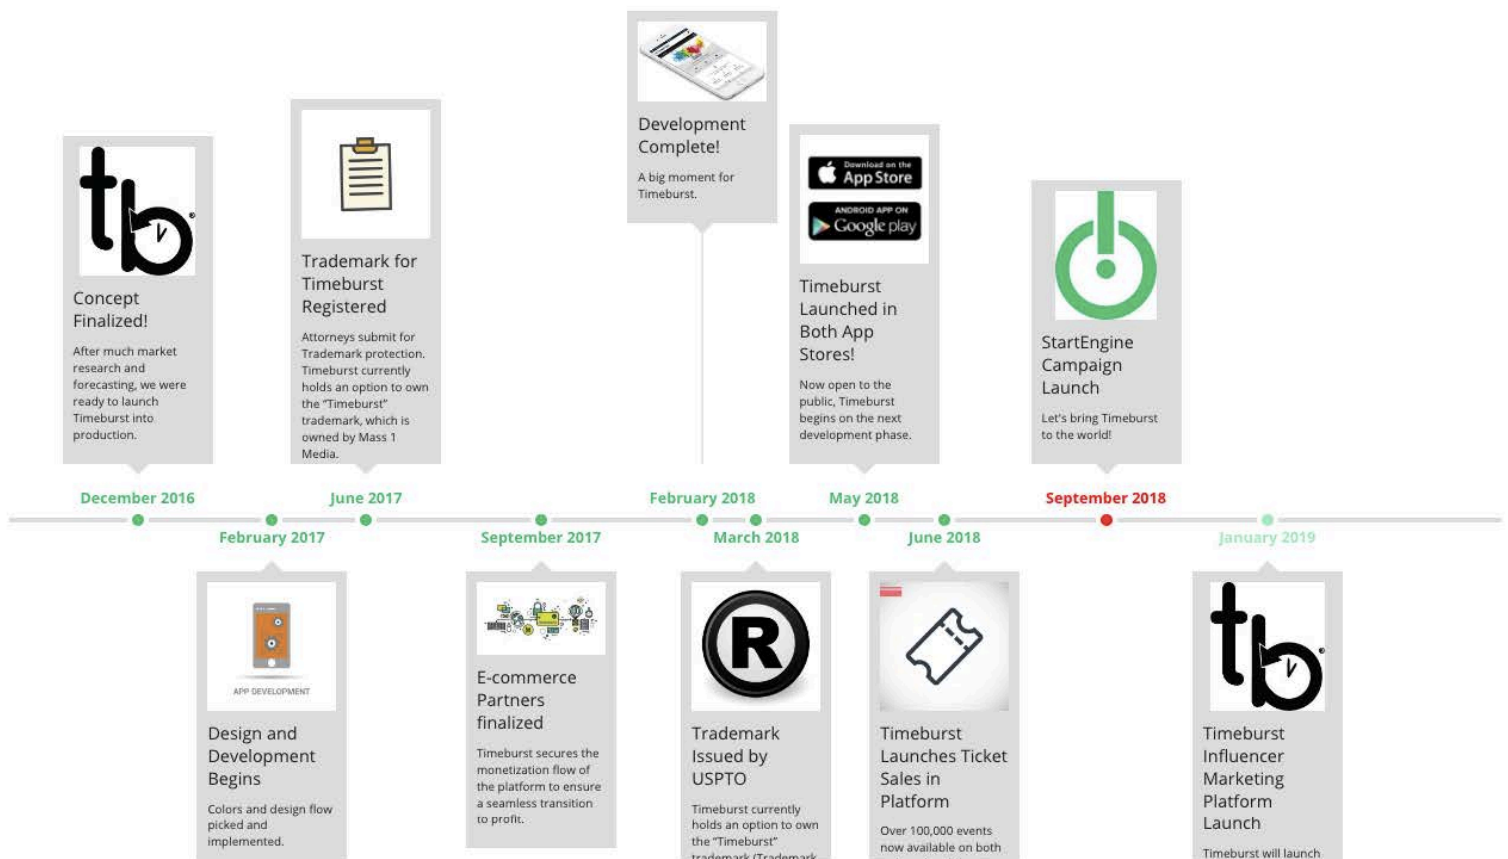 Development
Complete!
A big moment for
Timeburst.
tb
®
Concept
Finalized!
After much market
research and
forecasting, we were
ready to launch
Timeburst into
production.
Trademark for
Timeburst
Registered
Attorneys submit for
Trademark protection.
Timeburst currently
holds an option to own
the "Timeburst"
trademark, which is
owned by Mass 1
Media.
Download on the
App Store
ANDROID APP ON
Google play
Timeburst
Launched in
Both App
Stores!
Now open to the
public, Timeburst
begins on the next
development phase.
StartEngine
Campaign
Launch
Let's bring Timeburst
to the world!
December 2016
June 2017
February 2018
May 2018
September 2018
February 2017
September 2017
March 2018
June 2018
January 2019
APP DEVELOPMENT
Design and
Development
Begins
Colors and design flow
picked and
implemented.
E-commerce
Partners
finalized
Timeburst secures the
monetization flow of
the platform to ensure
a seamless transition
to profit.
R
Trademark
Issued by
USPTO
Timeburst currently
holds an option to own
the "Timeburst"
trademark (Trademark
Timeburst
Launches Ticket
Sales in
Platform
Over 100,000 events
now available on both
tb
®
Timeburst
Influencer
Marketing
Platform
Launch
Timeburst will launch